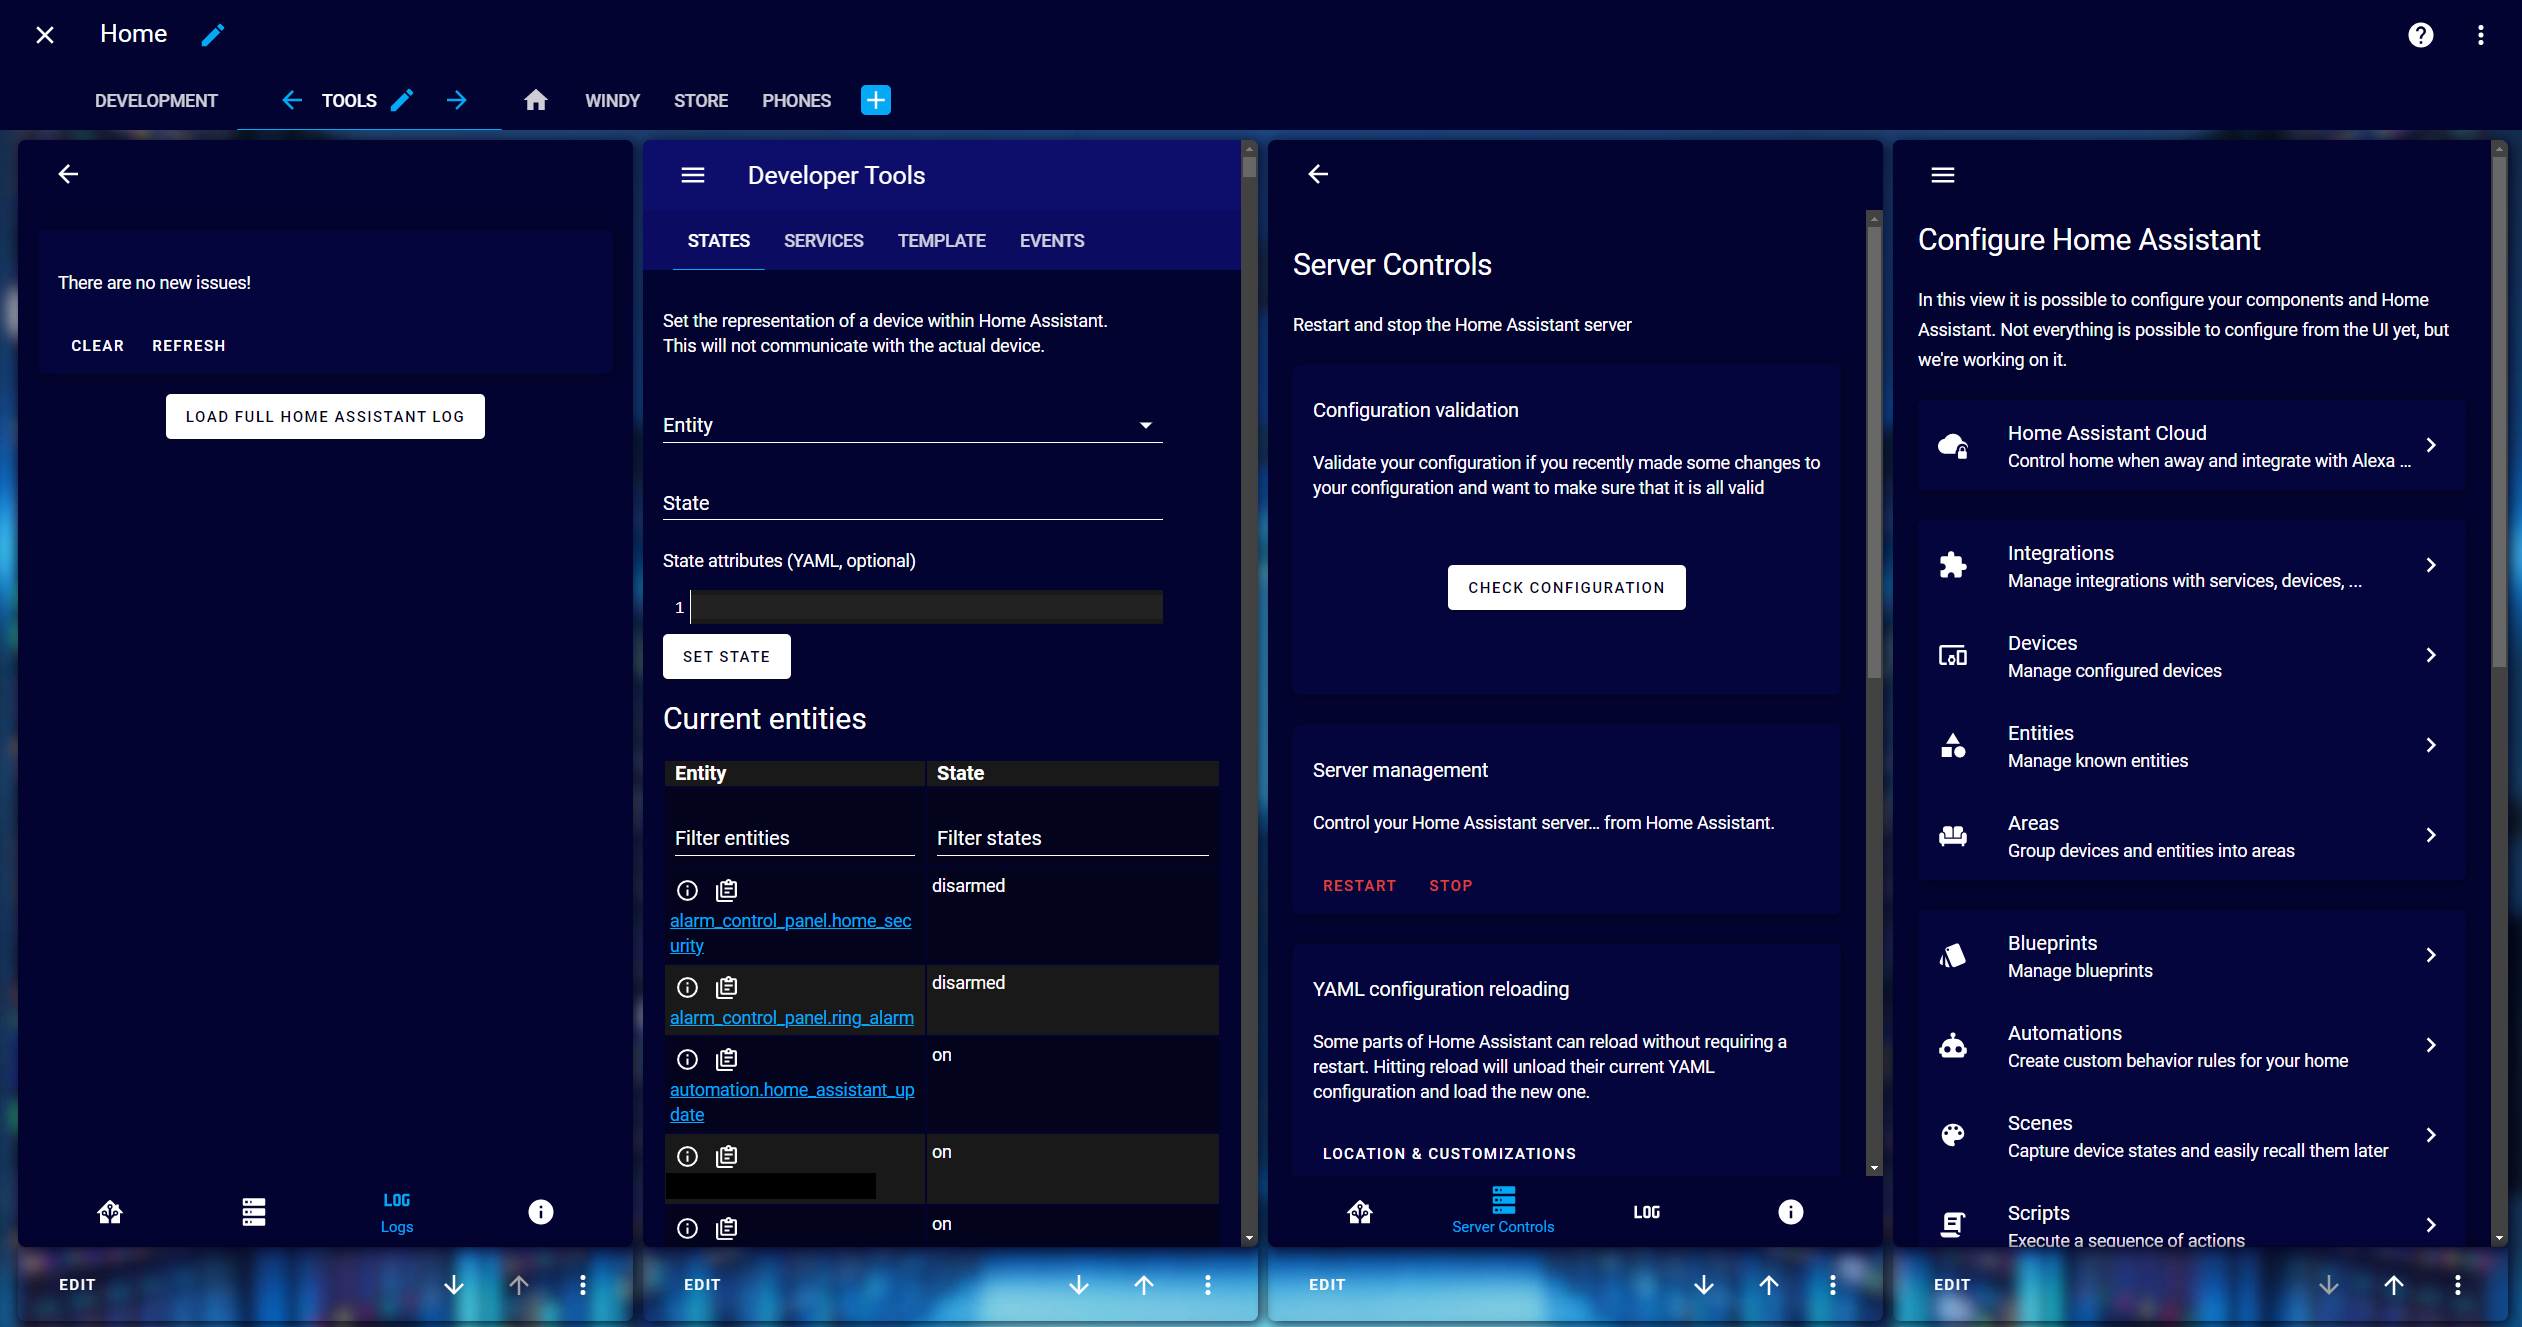 Home
DEVELOPMENT
TOOLS
WINDY
STORE
PHONES
There are no new issues!
CLEAR REFRESH
LOAD FULL HOME ASSISTANT LOG
LOG
Logs
EDIT
Developer Tools
STATES SERVICES TEMPLATE EVENTS
Set the representation of a device within Home Assistant.
This will not communicate with the actual device.
Entity
State
State attributes (YAML, optional)
1
SET STATE
Current entities
Entity State
Filter entities Filter states
disarmed
alarm_control_panel.home_sec
urity
disarmed
alarm_control_panel.ring_alarm
on
automation.home_assistant_up
date
on
on
EDIT
Server Controls
Restart and stop the Home Assistant server
Configuration validation
Validate your configuration if you recently made some changes to
your configuration and want to make sure that it is all valid
CHECK CONFIGURATION
Server management
Control your Home Assistant server... from Home Assistant.
RESTART STOP
YAML configuration reloading
Some parts of Home Assistant can reload without requiring a
restart. Hitting reload will unload their current YAML
configuration and load the new one.
LOCATION & CUSTOMIZATIONS
Server Controls
LOG
EDIT
Configure Home Assistant
In this view it is possible to configure your components and Home
Assistant. Not everything is possible to configure from the UI yet, but
we're working on it.
Home Assistant Cloud
Control home when away and integrate with Alexa ...
Integrations
Manage integrations with services, devices, ...
Devices
Manage configured devices
Entities
Manage known entities
Areas
Group devices and entities into areas
Blueprints
Manage blueprints
Automations
Create custom behavior rules for your home
Scenes
Capture device states and easily recall them later
Scripts
Execute a sequence of actions
EDIT